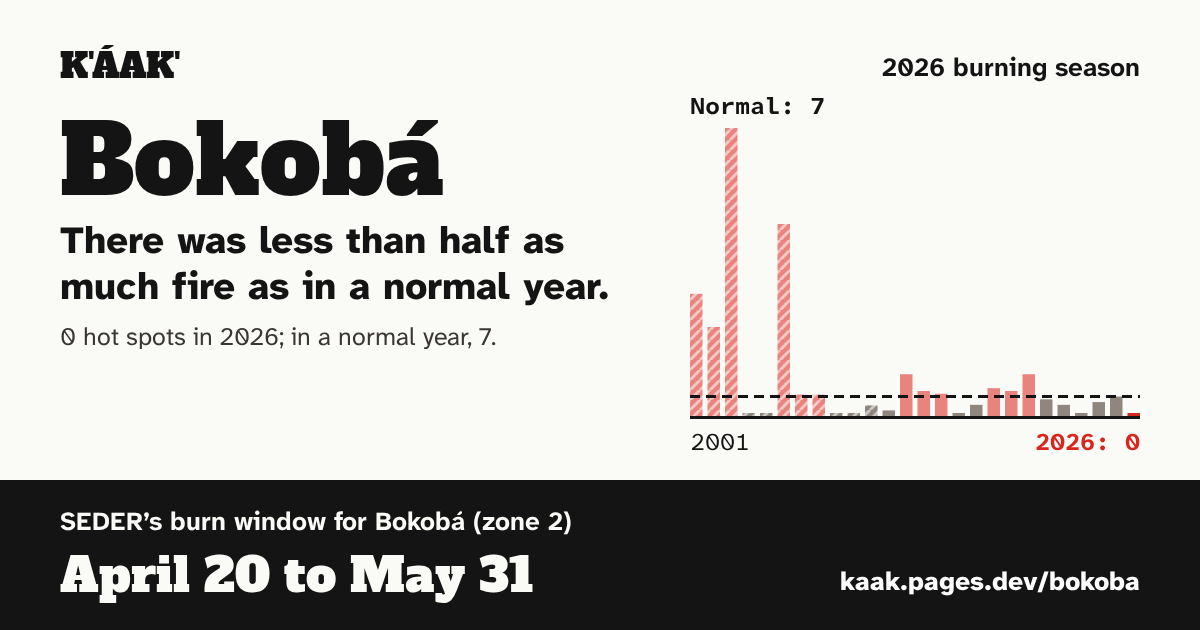 K'ÁAK'
2026 burning season
Bokobá
There was less than half as
much fire as in a normal year.
0 hot spots in 2026; in a normal year, 7.
Normal: 7
2001
2026: 0
SEDER’s burn window for Bokobá (zone 2)
April 20 to May 31
kaak.pages.dev/bokoba